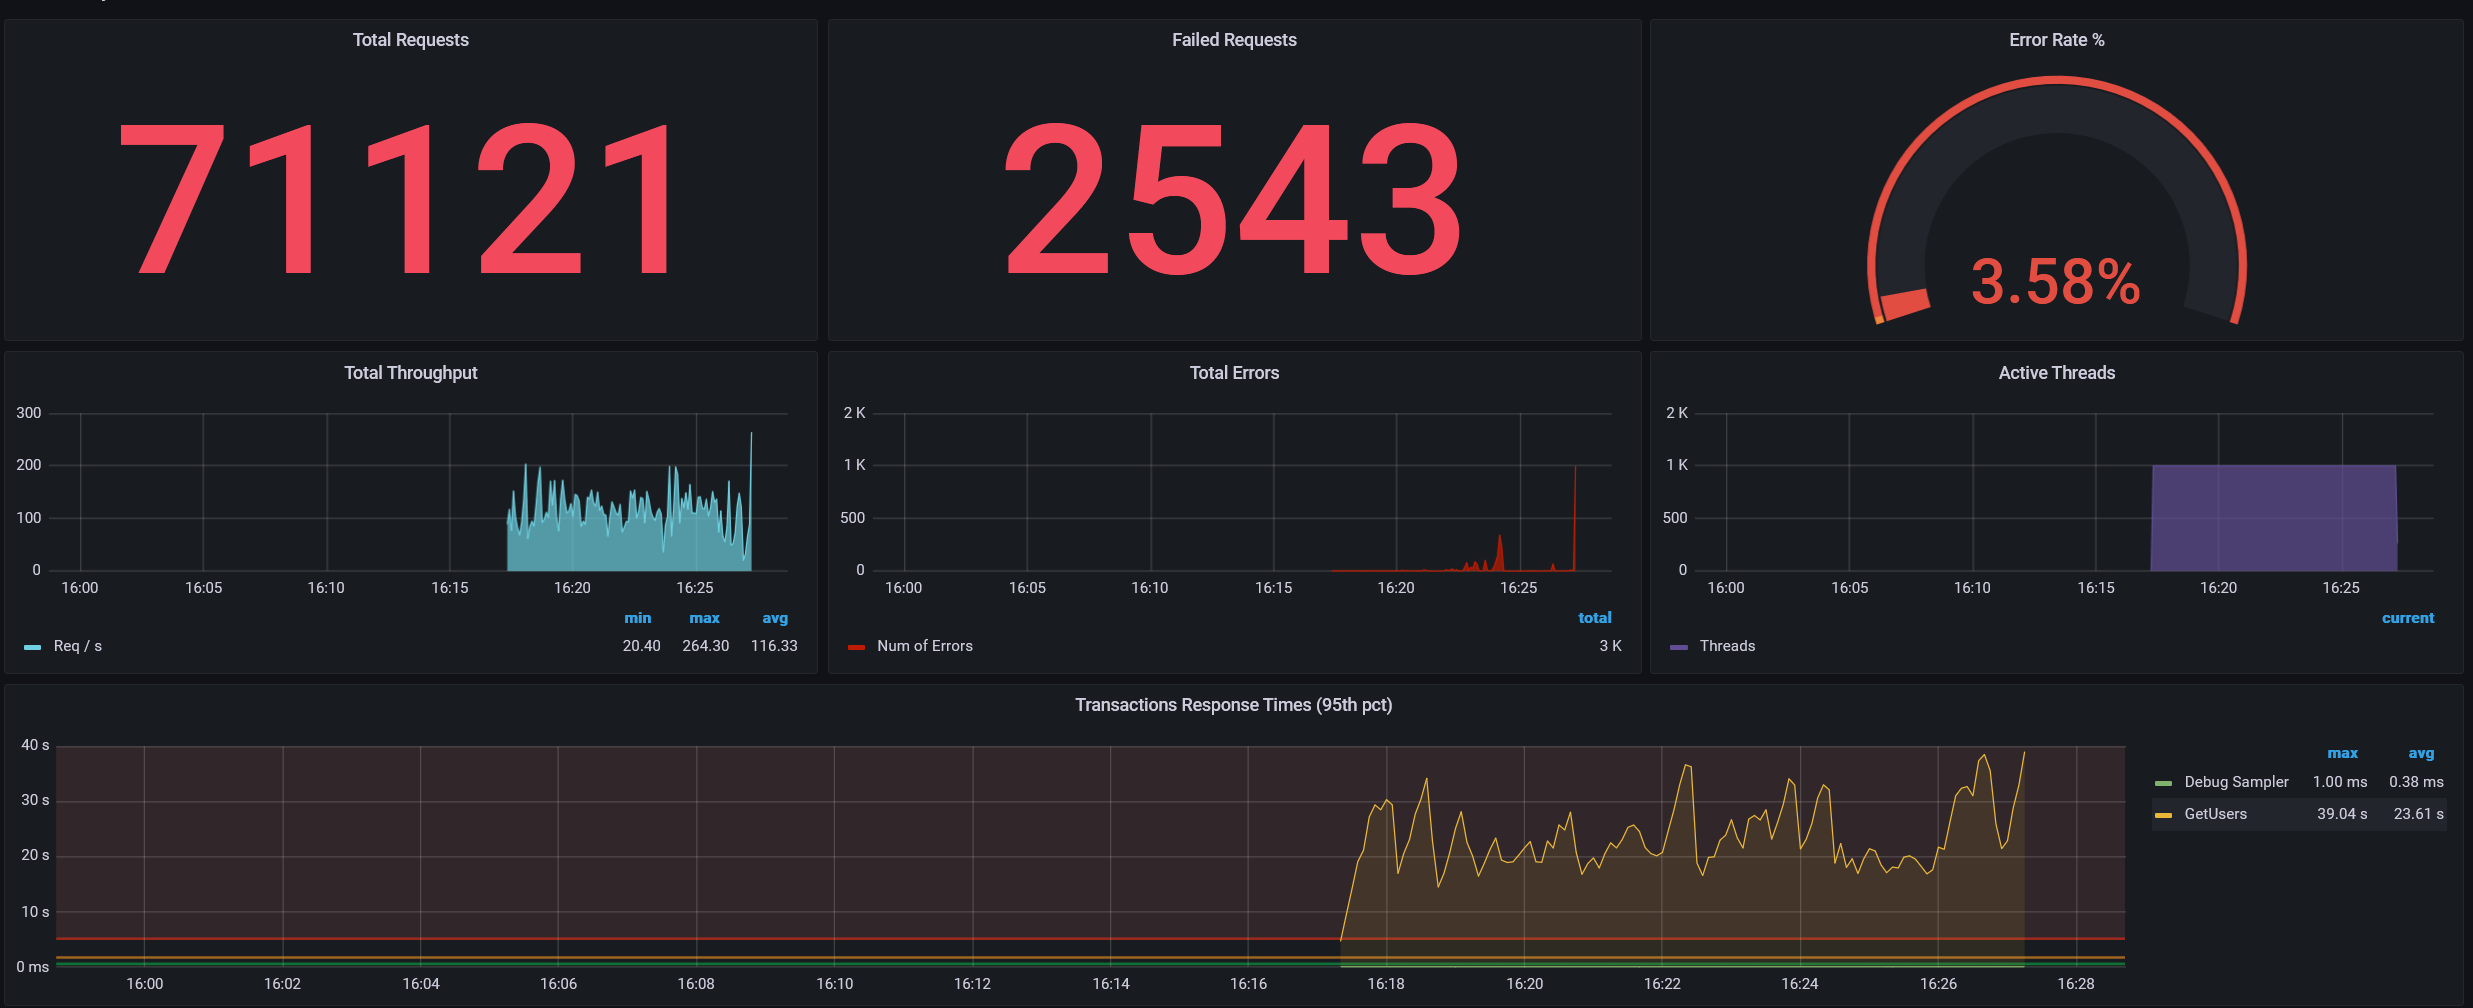 Total Requests
71121
Failed Requests
2543
Error Rate %
3.58%
Total Throughput
300
200
100
0
16:00 16:05 16:10 16:15 16:20 16:25
min max avg
Req / s 20.40 264.30 116.33
Total Errors
2 K
1 K
500
0
16:00 16:05 16:10 16:15 16:20 16:25
total
Num of Errors 3 K
Active Threads
2 K
1 K
500
0
16:00 16:05 16:10 16:15 16:20 16:25
current
Threads
Transactions Response Times (95th pct)
40 s
30 s
20 s
10 s
0 ms
16:00 16:02 16:04 16:06 16:08 16:10 16:12 16:14 16:16 16:18 16:20 16:22 16:24 16:26 16:28
max avg
Debug Sampler 1.00 ms 0.38 ms
GetUsers 39.04 s 23.61 s